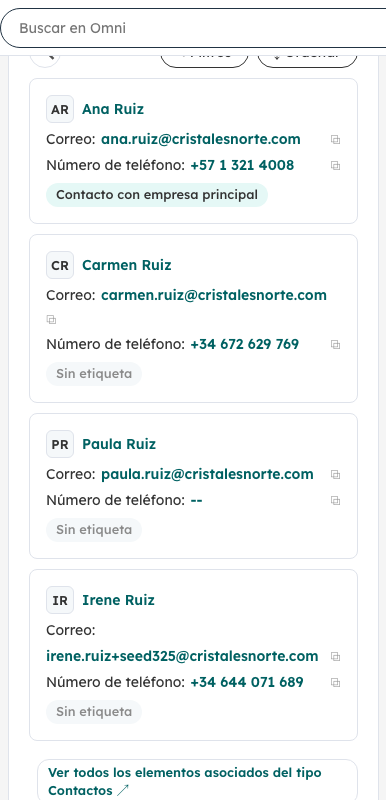 Buscar en Omni
AR Ana Ruiz
Correo: ana.ruiz@cristalesnorte.com
Número de teléfono: +57 1 321 4008
Contacto con empresa principal
CR Carmen Ruiz
Correo: carmen.ruiz@cristalesnorte.com
Número de teléfono: +34 672 629 769
Sin etiqueta
PR Paula Ruiz
Correo: paula.ruiz@cristalesnorte.com
Número de teléfono: --
Sin etiqueta
IR Irene Ruiz
Correo:
irene.ruiz+seed325@cristalesnorte.com
Número de teléfono: +34 644 071 689
Sin etiqueta
Ver todos los elementos asociados del tipo
Contactos